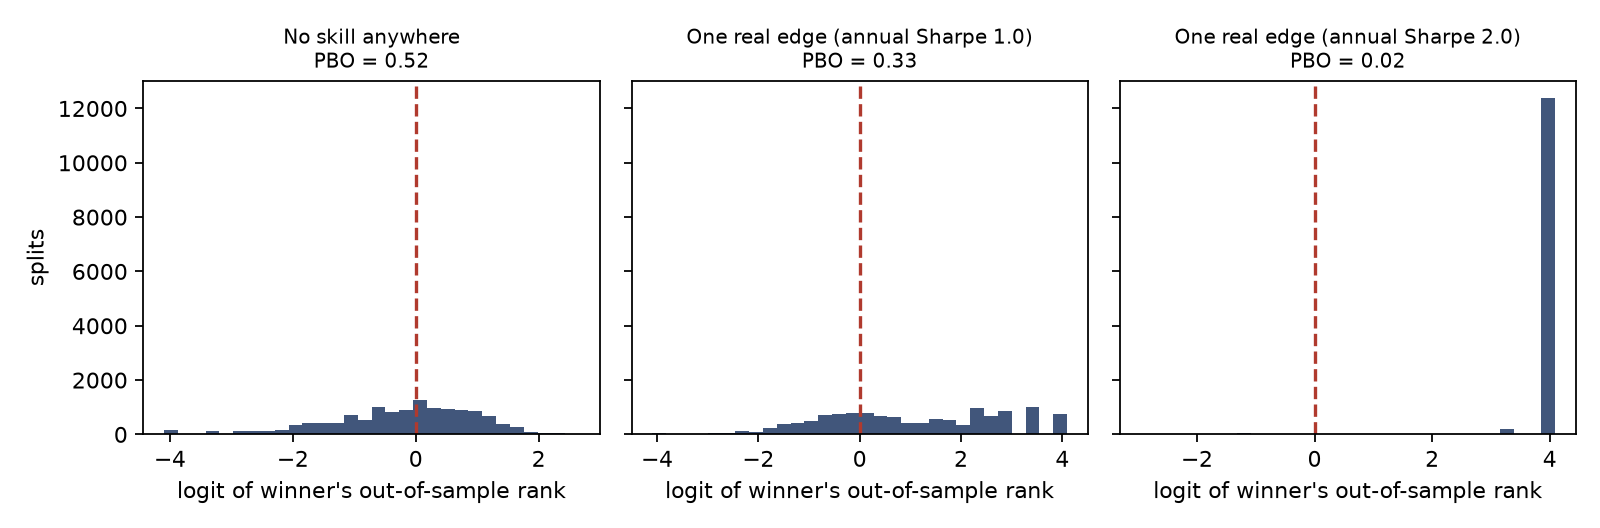 No skill anywhere
PBO = 0.52
One real edge (annual Sharpe 1.0)
PBO = 0.33
One real edge (annual Sharpe 2.0)
PBO = 0.02
splits
12000
10000
8000
6000
4000
2000
0
−4 −2 0 2
−4 −2 0 2 4
−2 0 2 4
logit of winner's out-of-sample rank
logit of winner's out-of-sample rank
logit of winner's out-of-sample rank